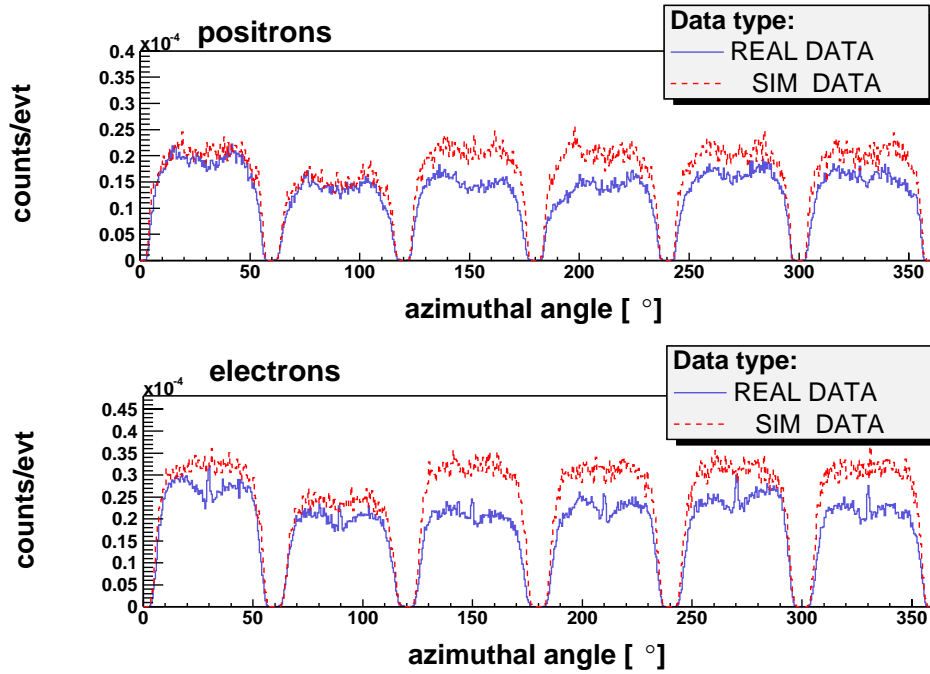 Data type:
REAL DATA
SIM DATA
x10-4
positrons
0.4
0.35
0.3
0.25
0.2
0.15
0.1
0.05
0
counts/evt
0 50 100 150 200 250 300 350
azimuthal angle [ °]
Data type:
REAL DATA
SIM DATA
x10-4
electrons
0.45
0.4
0.35
0.3
0.25
0.2
0.15
0.1
0.05
0
counts/evt
0 50 100 150 200 250 300 350
azimuthal angle [ °]